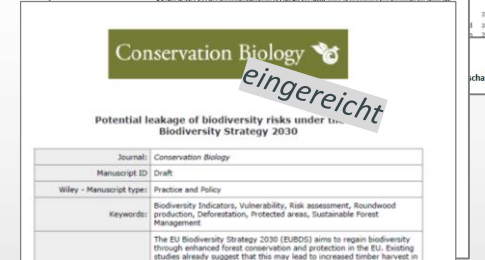 Conservation Biology
eingereicht
Potential leakage of biodiversity risks under
Biodiversity Strategy 2030
Journal: Conservation Biology
Manuscript ID Draft
Wiley - Manuscript type: Practice and Policy
Keywords: Biodiversity Indicators, Vulnerability, Risk assessment, Roundwood
production, Deforestation, Protected areas, Sustainable Forest
Management
The EU Biodiversity Strategy 2030 (EUBDS) aims to regain biodiversity
through enhanced forest conservation and protection in the EU. Existing
studies already suggest that this may lead to increased timber harvest in